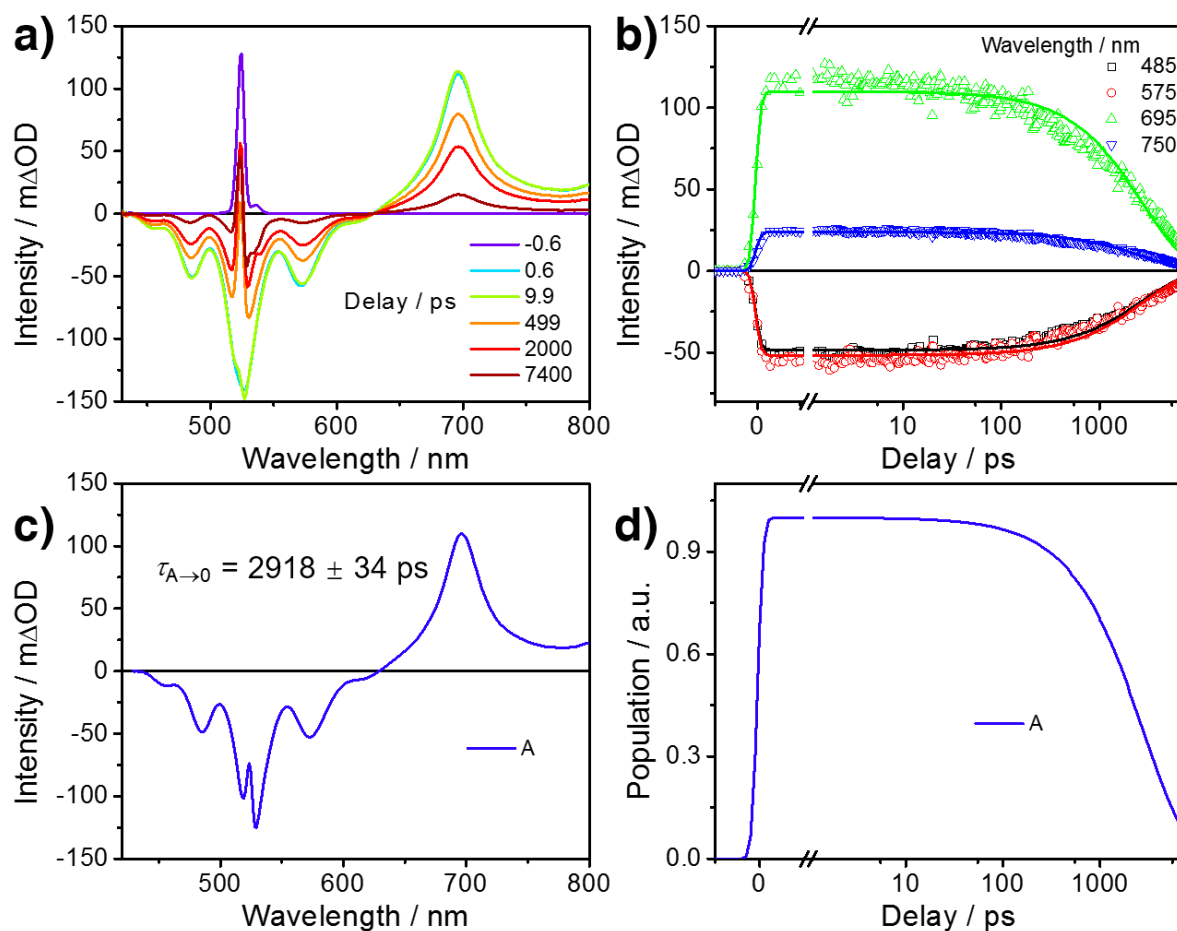 a)
150
100
50
0
-50
-100
-150
Intensity / mΔOD
500
600
700
800
Wavelength / nm
Delay / ps
-0.6
0.6
9.9
499
2000
7400
b)
150
100
50
0
-50
Intensity / mΔOD
0
10
100
1000
Delay / ps
Wavelength / nm
485
575
695
750
c)
150
100
50
0
-50
-100
-150
Intensity / mΔOD
τA→0 = 2918 ± 34 ps
A
500
600
700
800
Wavelength / nm
d)
0.9
0.6
0.3
0.0
Population / a.u.
A
0
10
100
1000
Delay / ps